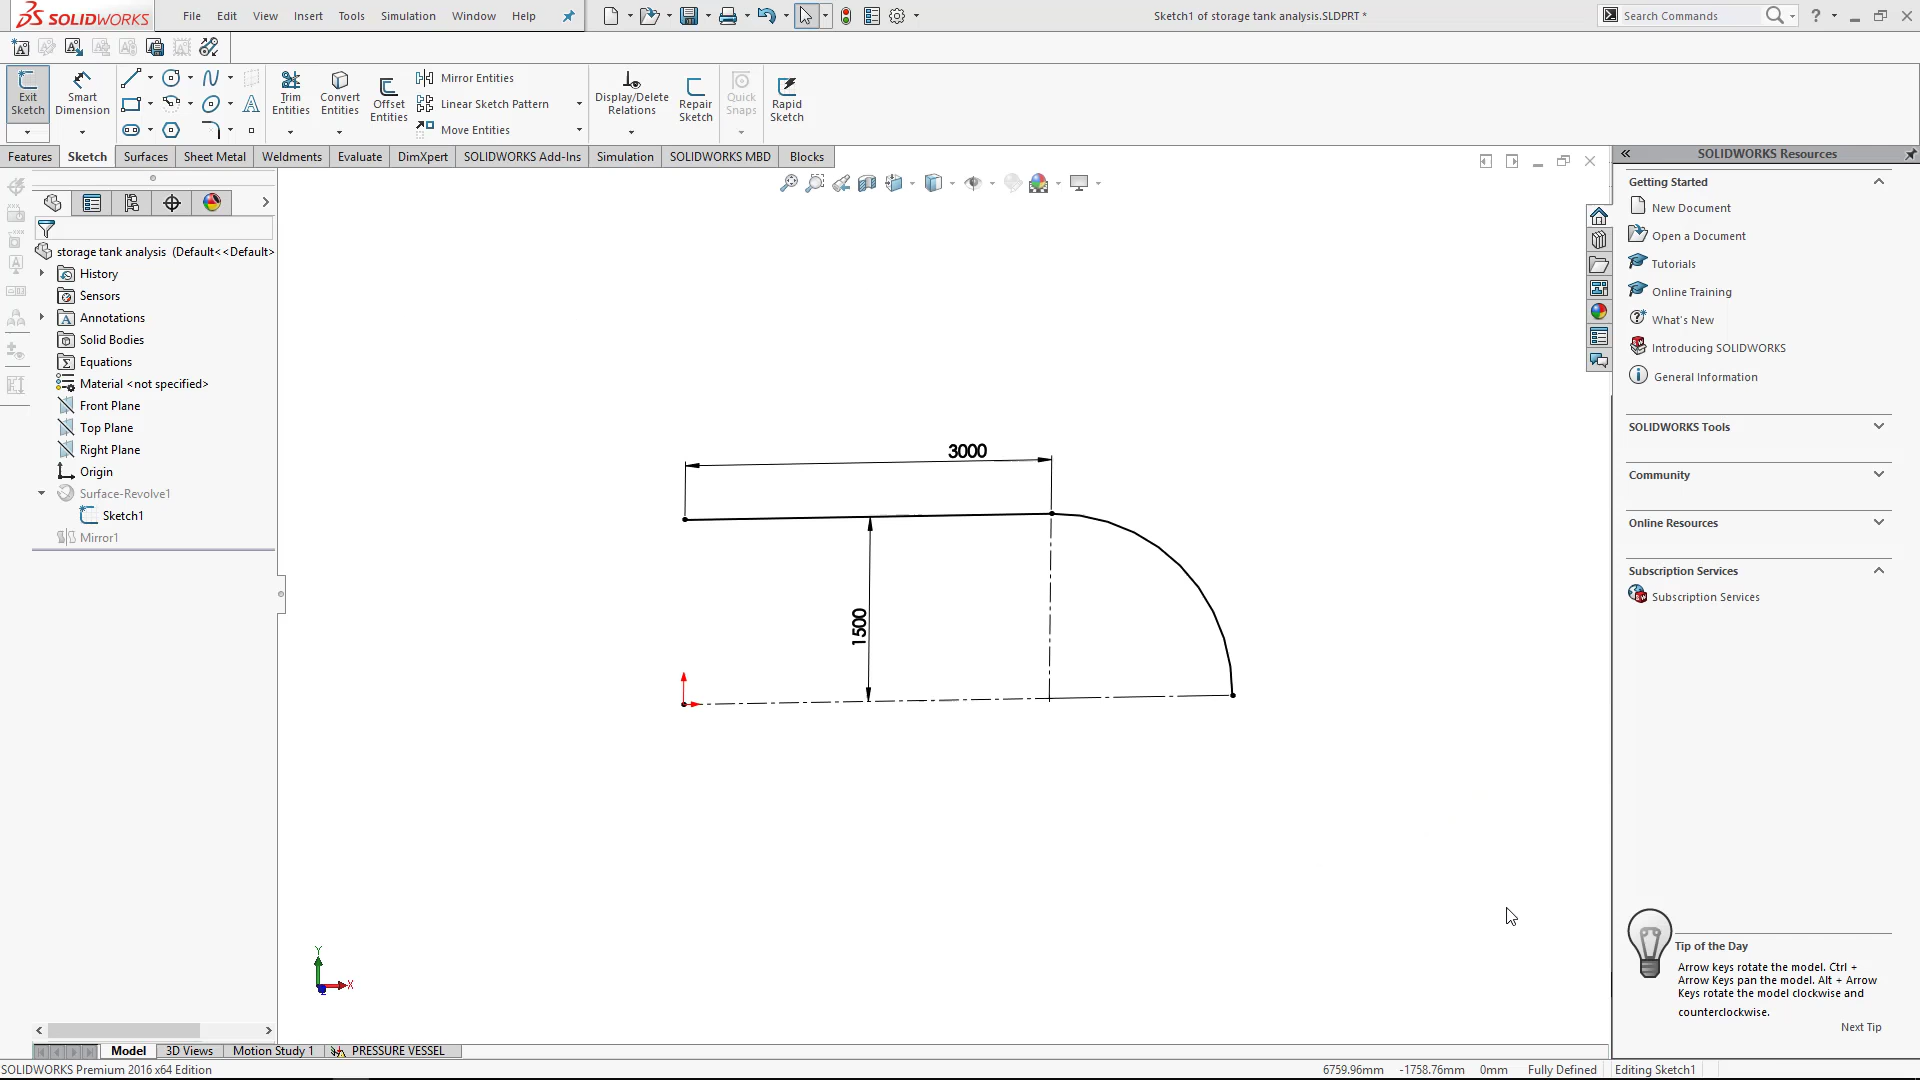 SOLIDWORKS File Edit View Insert Tools Simulation Window Help Sketch1 of storage tank analysis.SLDPRT * Search Commands ?
Exit Sketch
Smart Dimension
Trim Entities
Convert Entities
Offset Entities
Mirror Entities
Linear Sketch Pattern
Move Entities
Display/Delete Relations
Repair Sketch
Quick Snaps
Rapid Sketch
Features Sketch Surfaces Sheet Metal Weldments Evaluate DimXpert SOLIDWORKS Add-Ins Simulation SOLIDWORKS MBD Blocks
storage tank analysis (Default<<Default>
History
Sensors
Annotations
Solid Bodies
Equations
Material <not specified>
Front Plane
Top Plane
Right Plane
Origin
Surface-Revolve1
Sketch1
Mirror1
3000
1500
Y
X
Z
SOLIDWORKS Resources
Getting Started
New Document
Open a Document
Tutorials
Online Training
What's New
Introducing SOLIDWORKS
General Information
SOLIDWORKS Tools
Community
Online Resources
Subscription Services
Subscription Services
Tip of the Day
Arrow keys rotate the model. Ctrl +
Arrow Keys pan the model. Alt + Arrow
Keys rotate the model clockwise and
counterclockwise.
Next Tip
Model 3D Views Motion Study 1 PRESSURE VESSEL
SOLIDWORKS Premium 2016 x64 Edition 6759.96mm -1758.76mm 0mm Fully Defined Editing Sketch1